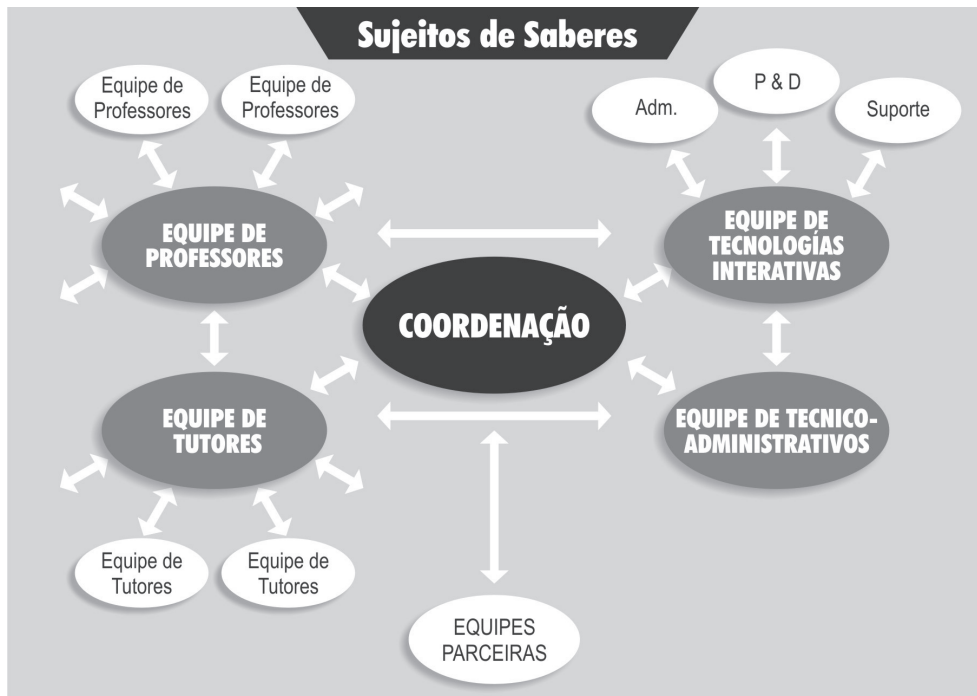 Sujeitos de Saberes
Equipe de
Professores
Equipe de
Professores
Adm.
P & D
Suporte
EQUIPE DE
PROFESSORES
EQUIPE DE
TECNOLOGÍAS
INTERATIVAS
COORDENAÇÃO
EQUIPE DE
TUTORES
EQUIPE DE TECNICO-
ADMINISTRATIVOS
Equipe de
Tutores
Equipe de
Tutores
EQUIPES
PARCEIRAS